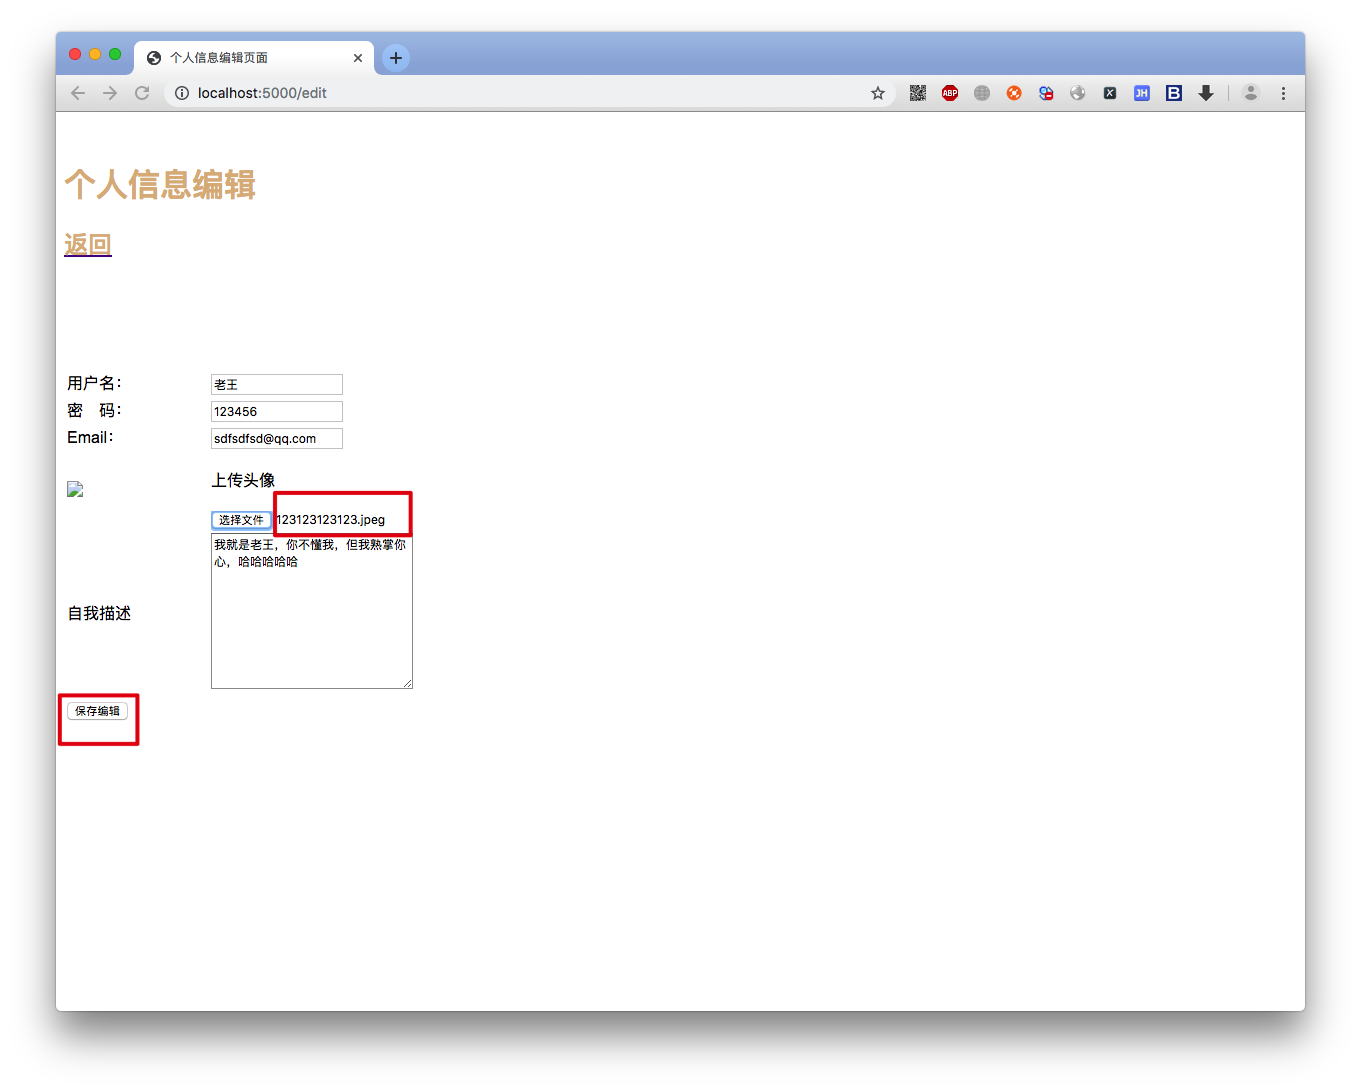 个人信息编辑页面
localhost:5000/edit
ABP
JH
B
个人信息编辑
返回
用户名：
老王
密 码：
123456
Email：
sdfsdfsd@qq.com
上传头像
选择文件 123123123123.jpeg
我就是老王，你不懂我，但我熟掌你
心，哈哈哈哈哈
自我描述
保存编辑